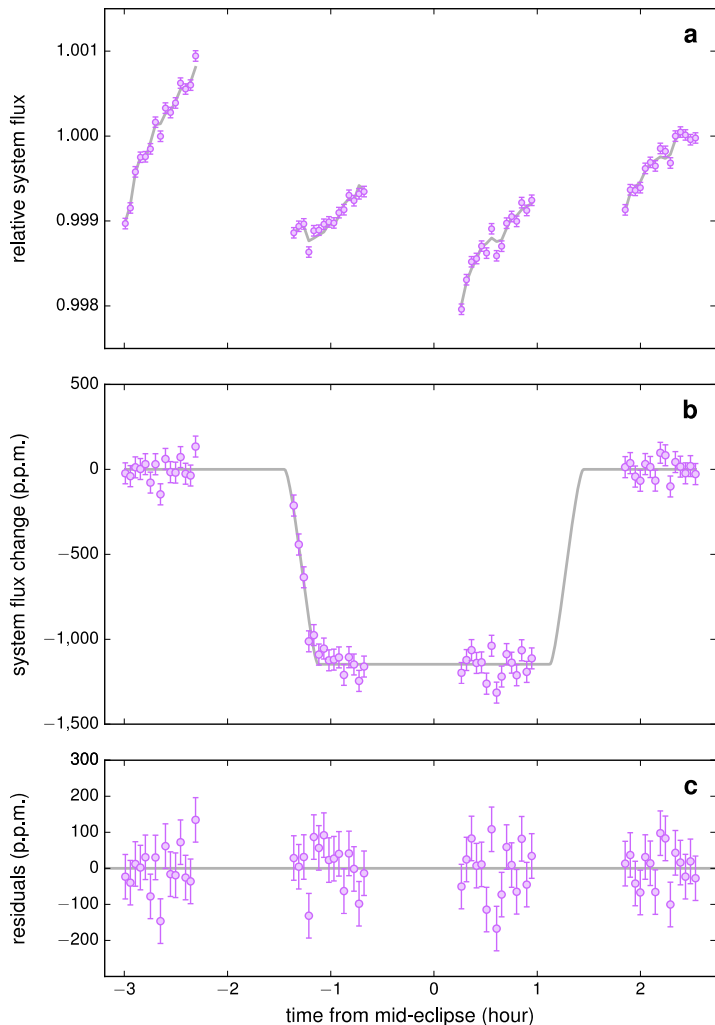 a
1.001
1.000
0.999
0.998
relative system flux
b
500
0
−500
−1,000
−1,500
system flux change (p.p.m.)
c
300
200
100
0
−100
−200
residuals (p.p.m.)
−3 −2 −1 0 1 2
time from mid-eclipse (hour)